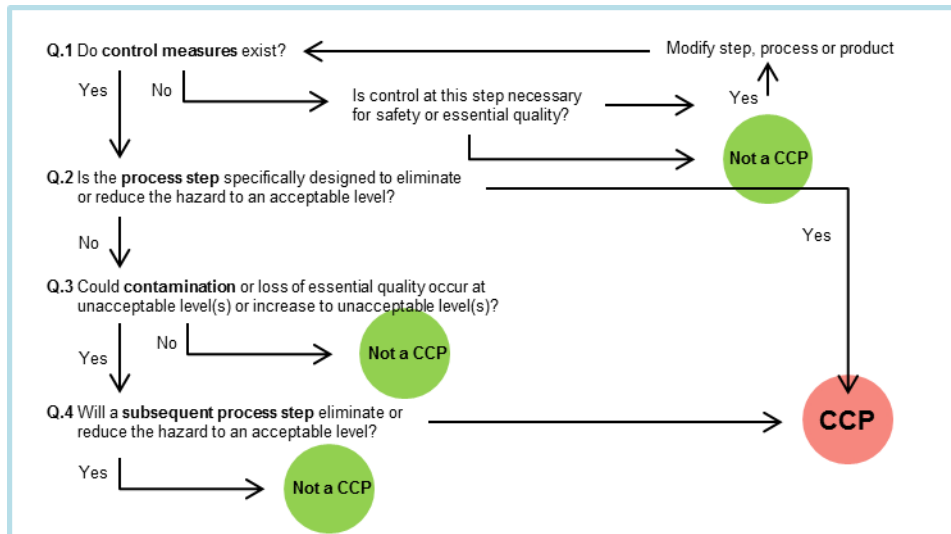 Q.1 Do control measures exist?
Modify step, process or product
Yes
No
Is control at this step necessary
for safety or essential quality?
Yes
Not a CCP
Q.2 Is the process step specifically designed to eliminate
or reduce the hazard to an acceptable level?
Yes
No
Q.3 Could contamination or loss of essential quality occur at
unacceptable level(s) or increase to unacceptable level(s)?
No
Yes
Not a CCP
Q.4 Will a subsequent process step eliminate or
reduce the hazard to an acceptable level?
CCP
Yes
Not a CCP